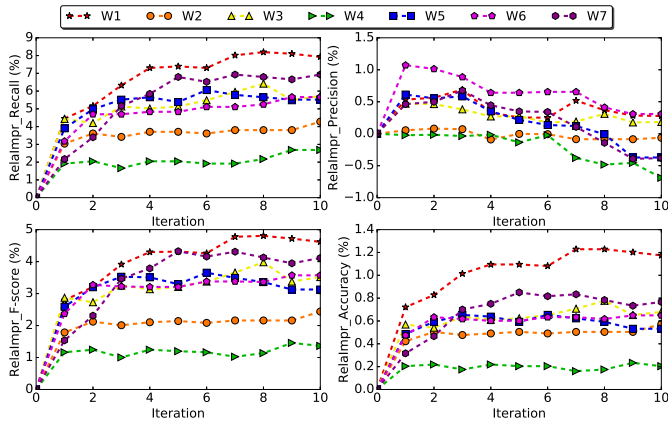 W1 W2 W3 W4 W5 W6 W7
RelaImpr_Recall (%)
9
8
7
6
5
4
3
2
1
0
0 2 4 6 8 10
Iteration
RelaImpr_Precision (%)
1.5
1.0
0.5
0.0
−0.5
−1.0
0 2 4 6 8 10
Iteration
RelaImpr_F-score (%)
5
4
3
2
1
0
0 2 4 6 8 10
Iteration
RelaImpr_Accuracy (%)
1.4
1.2
1.0
0.8
0.6
0.4
0.2
0.0
0 2 4 6 8 10
Iteration